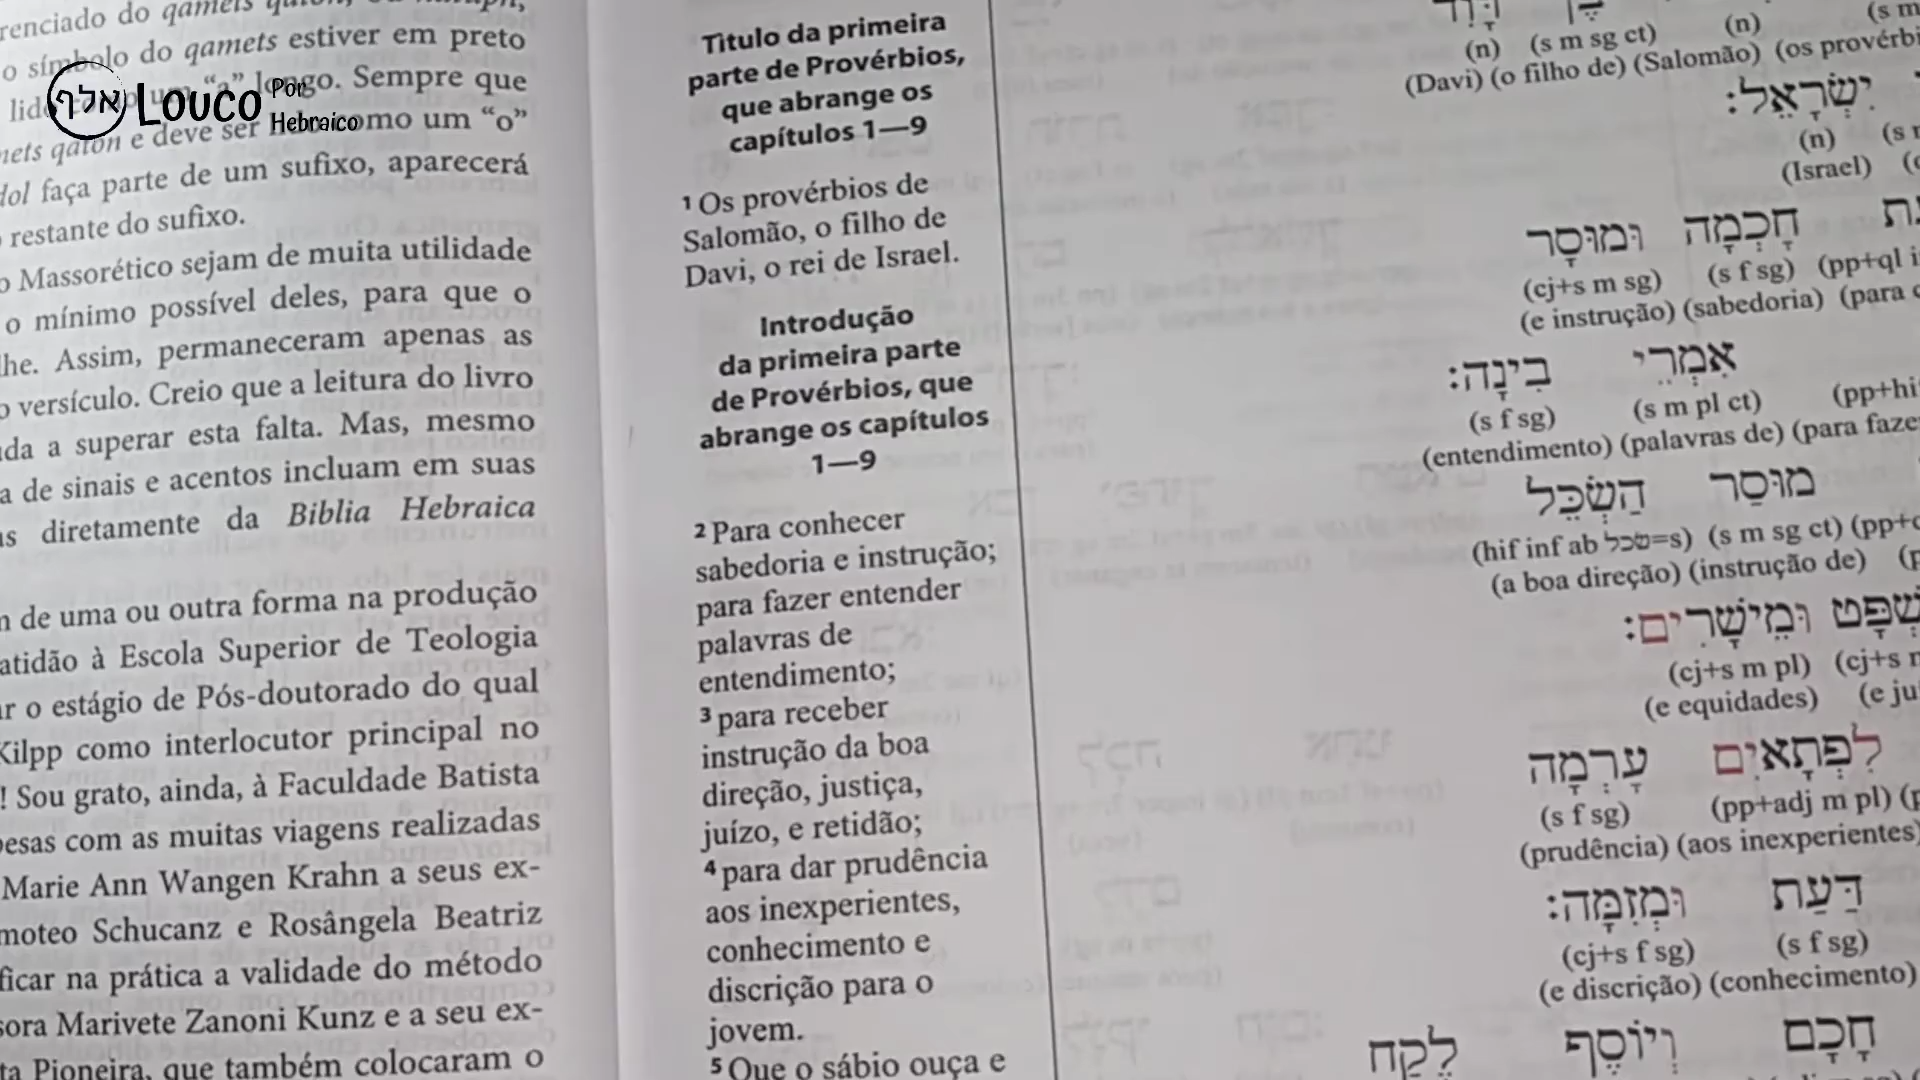 אלף LOUCO Por Hebraico
renciado do qamets
o símbolo do qamets estiver em preto
longo. Sempre que
nets qaton e deve ser omo um “o”
dol faça parte de um sufixo, aparecerá
restante do sufixo.
o Massorético sejam de muita utilidade
o mínimo possível deles, para que o
lhe. Assim, permaneceram apenas as
o versículo. Creio que a leitura do livro
uda a superar esta falta. Mas, mesmo
a de sinais e acentos incluam em suas
as diretamente da Biblia Hebraica
n de uma ou outra forma na produção
atidão à Escola Superior de Teologia
ar o estágio de Pós-doutorado do qual
Kilpp como interlocutor principal no
! Sou grato, ainda, à Faculdade Batista
pesas com as muitas viagens realizadas
Marie Ann Wangen Krahn a seus ex-
moteo Schucanz e Rosângela Beatriz
ficar na prática a validade do método
sora Marivete Zanoni Kunz e a seu ex-
ta Pioneira, que também colocaram o
Titulo da primeira
parte de Provérbios,
que abrange os
capítulos 1—9
1 Os provérbios de
Salomão, o filho de
Davi, o rei de Israel.
Introdução
da primeira parte
de Provérbios, que
abrange os capítulos
1—9
2 Para conhecer
sabedoria e instrução;
para fazer entender
palavras de
entendimento;
3 para receber
instrução da boa
direção, justiça,
juízo, e retidão;
4 para dar prudência
aos inexperientes,
conhecimento e
discrição para o
jovem.
5 Que o sábio ouça e
(n) (s m sg ct) (n) (s m
(Davi) (o filho de) (Salomão) (os provérbi
יִשְׂרָאֵל׃
(n) (s
(Israel)
חָכְמָה וּמוּסָר
(cj+s m sg) (s f sg) (pp+ql i
(e instrução) (sabedoria) (para c
אִמְרֵי בִינָה׃
(s f sg) (s m pl ct) (pp+hi
(entendimento) (palavras de) (para faze
מוּסַר הַשְׂכֵּל
(hif inf ab שׂכל=s) (s m sg ct) (pp+
(a boa direção) (instrução de) (p
שְׁפָּט וּמֵישָׁרִים׃
(cj+s m pl) (cj+s
(e equidades) (e ju
לִפְתָאיִם עָרְמָה
(s f sg) (pp+adj m pl) (p
(prudência) (aos inexperientes)
דַּעַת וּמְזִמָּה׃
(cj+s f sg) (s f sg)
(e discrição) (conhecimento)
חָכָם וְיוֹסֶף לֶקַח